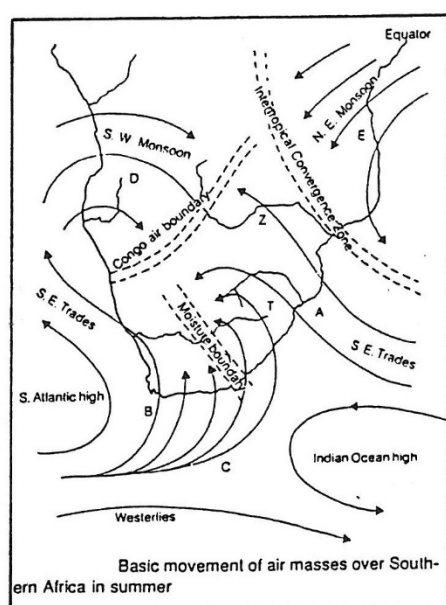 Equator
N. E. Monsoon
Intertropical Convergence zone
E
S. W. Monsoon
D
Congo air boundary
Z
S. E. Trades
Moisture boundary
T
A
S E. Trades
S. Atlantic high
B
C
Indian Ocean high
Westerlies
Basic movement of air masses over South-
ern Africa in summer